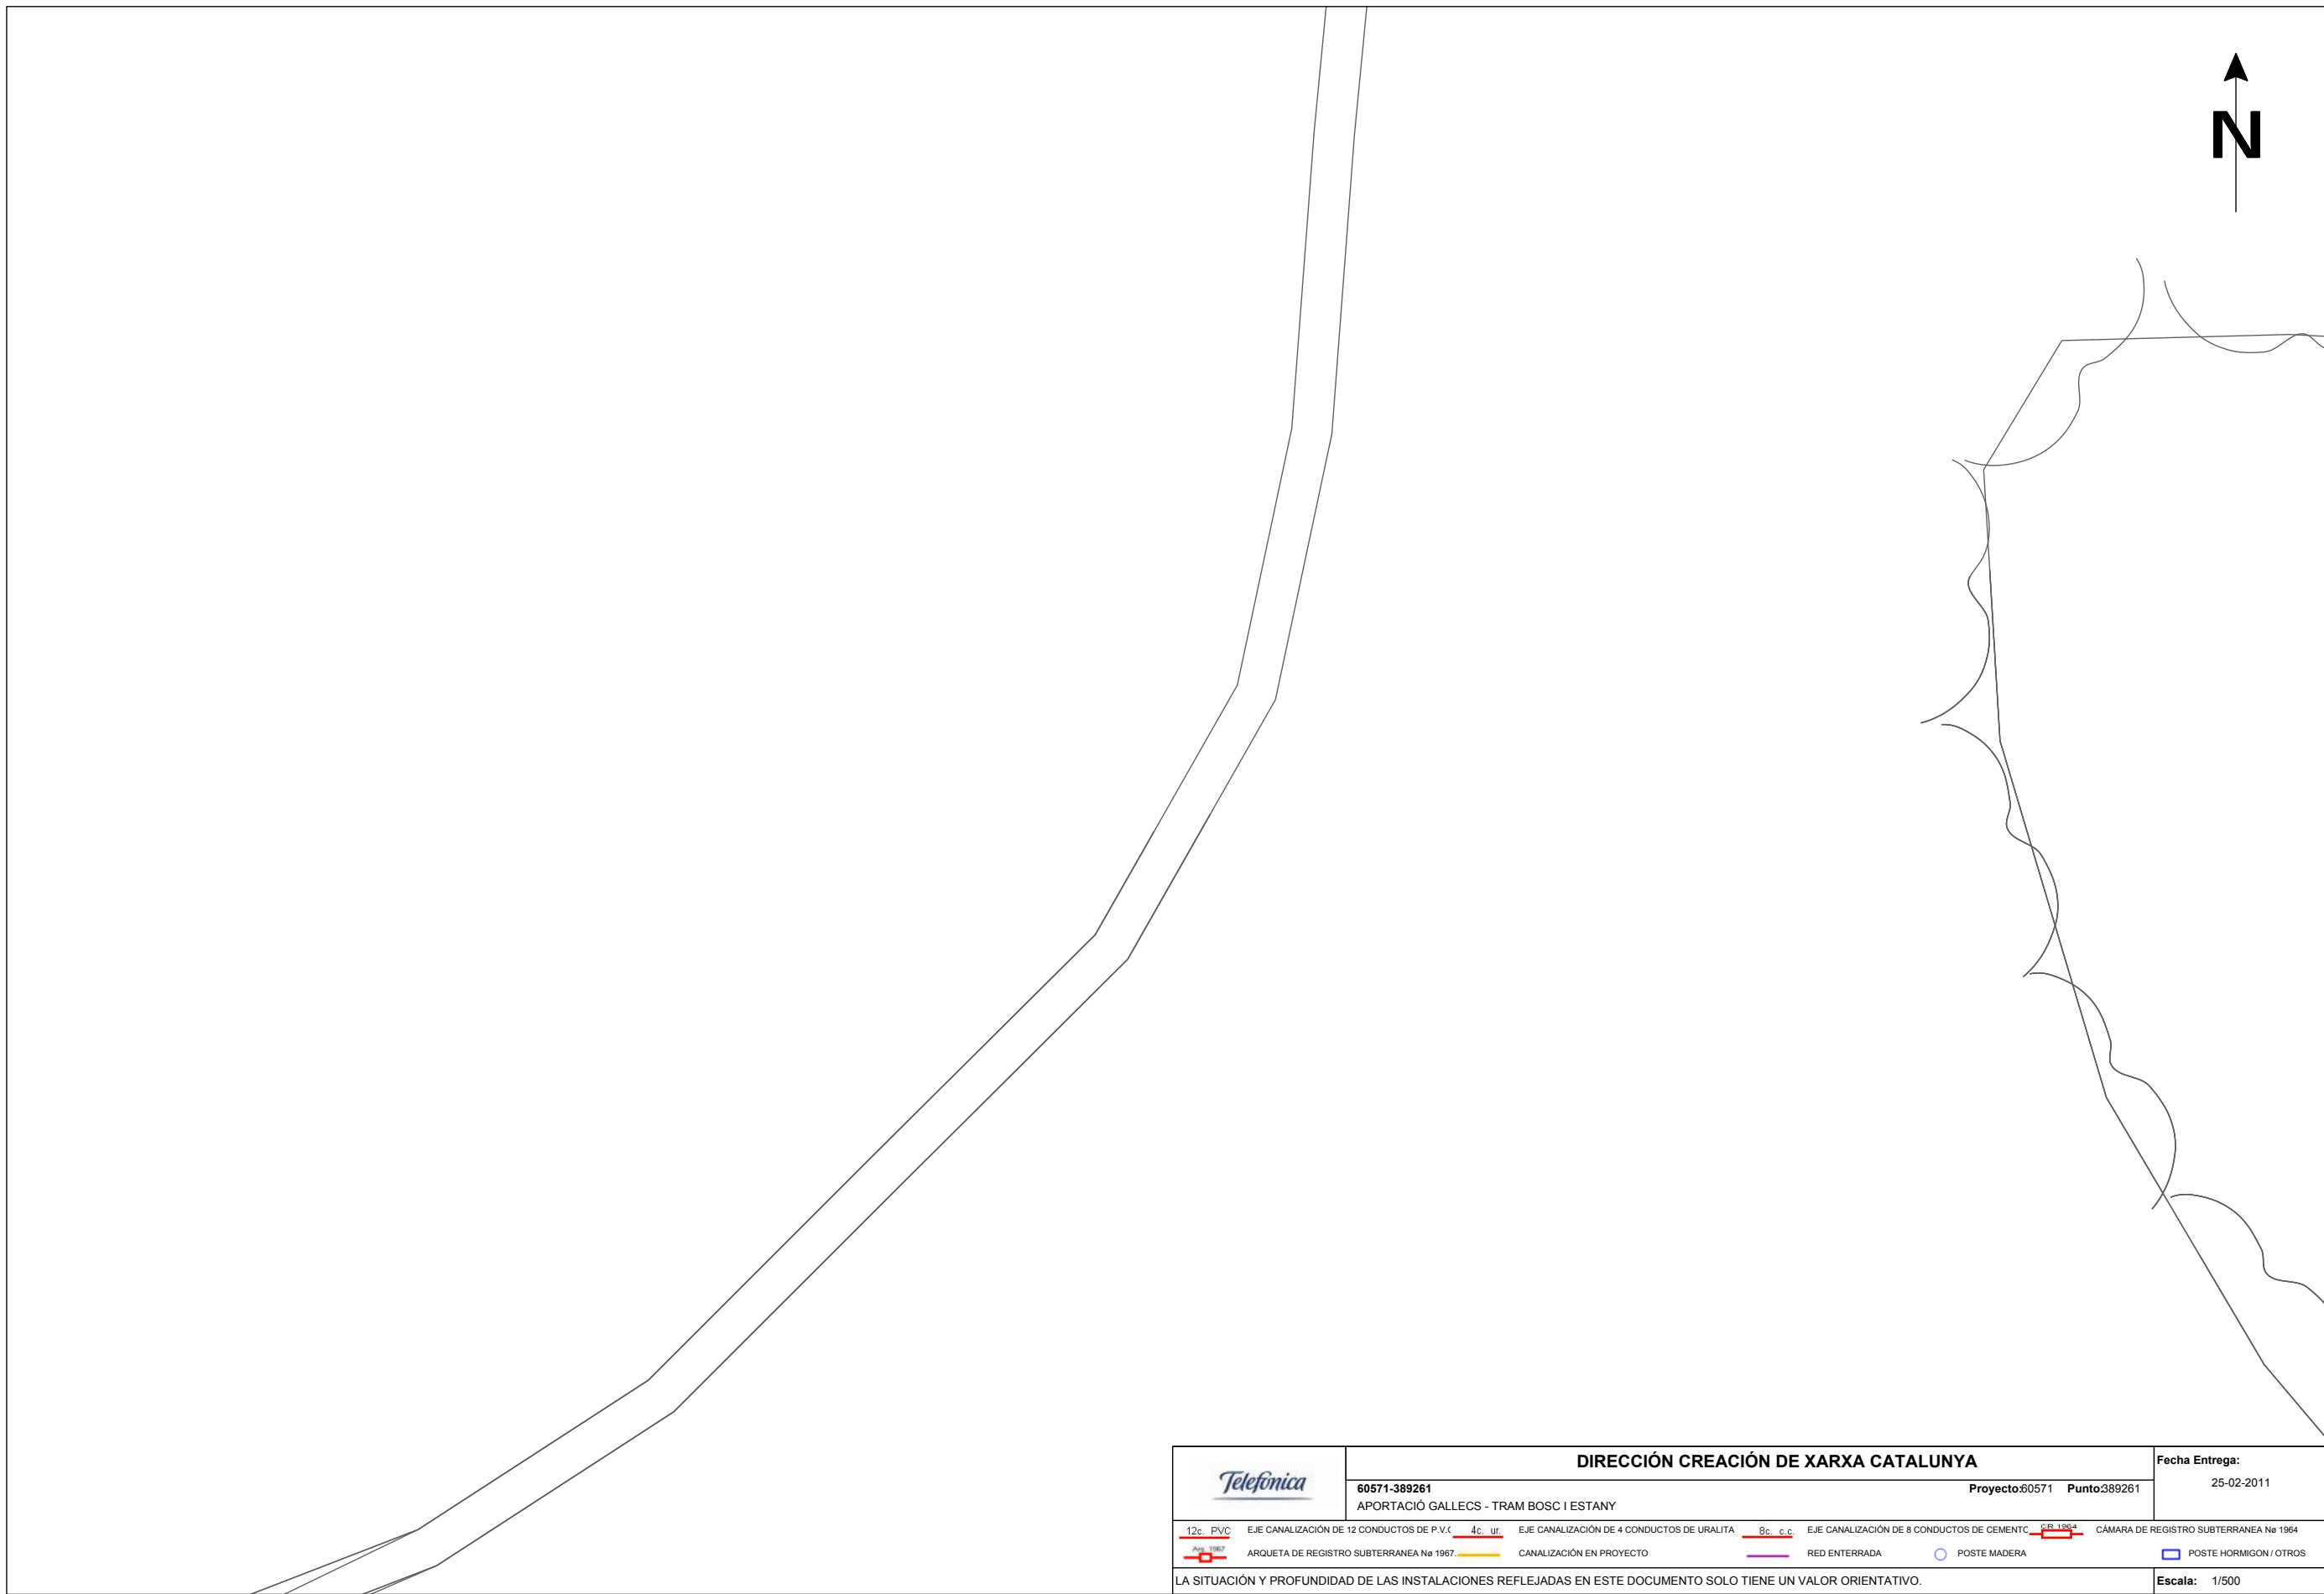 N
Telefónica
DIRECCIÓN CREACIÓN DE XARXA CATALUNYA
Fecha Entrega:
25-02-2011
60571-389261
Proyecto:60571 Punto:389261
APORTACIÓ GALLECS - TRAM BOSC I ESTANY
12c. PVC EJE CANALIZACIÓN DE 12 CONDUCTOS DE P.V.C 4c. ur. EJE CANALIZACIÓN DE 4 CONDUCTOS DE URALITA 8c. c.c. EJE CANALIZACIÓN DE 8 CONDUCTOS DE CEMENTO C.R. 1964 CÁMARA DE REGISTRO SUBTERRANEA Nø 1964
Arq. 1967 ARQUETA DE REGISTRO SUBTERRANEA Nø 1967. CANALIZACIÓN EN PROYECTO RED ENTERRADA POSTE MADERA POSTE HORMIGON / OTROS
LA SITUACIÓN Y PROFUNDIDAD DE LAS INSTALACIONES REFLEJADAS EN ESTE DOCUMENTO SOLO TIENE UN VALOR ORIENTATIVO.
Escala: 1/500